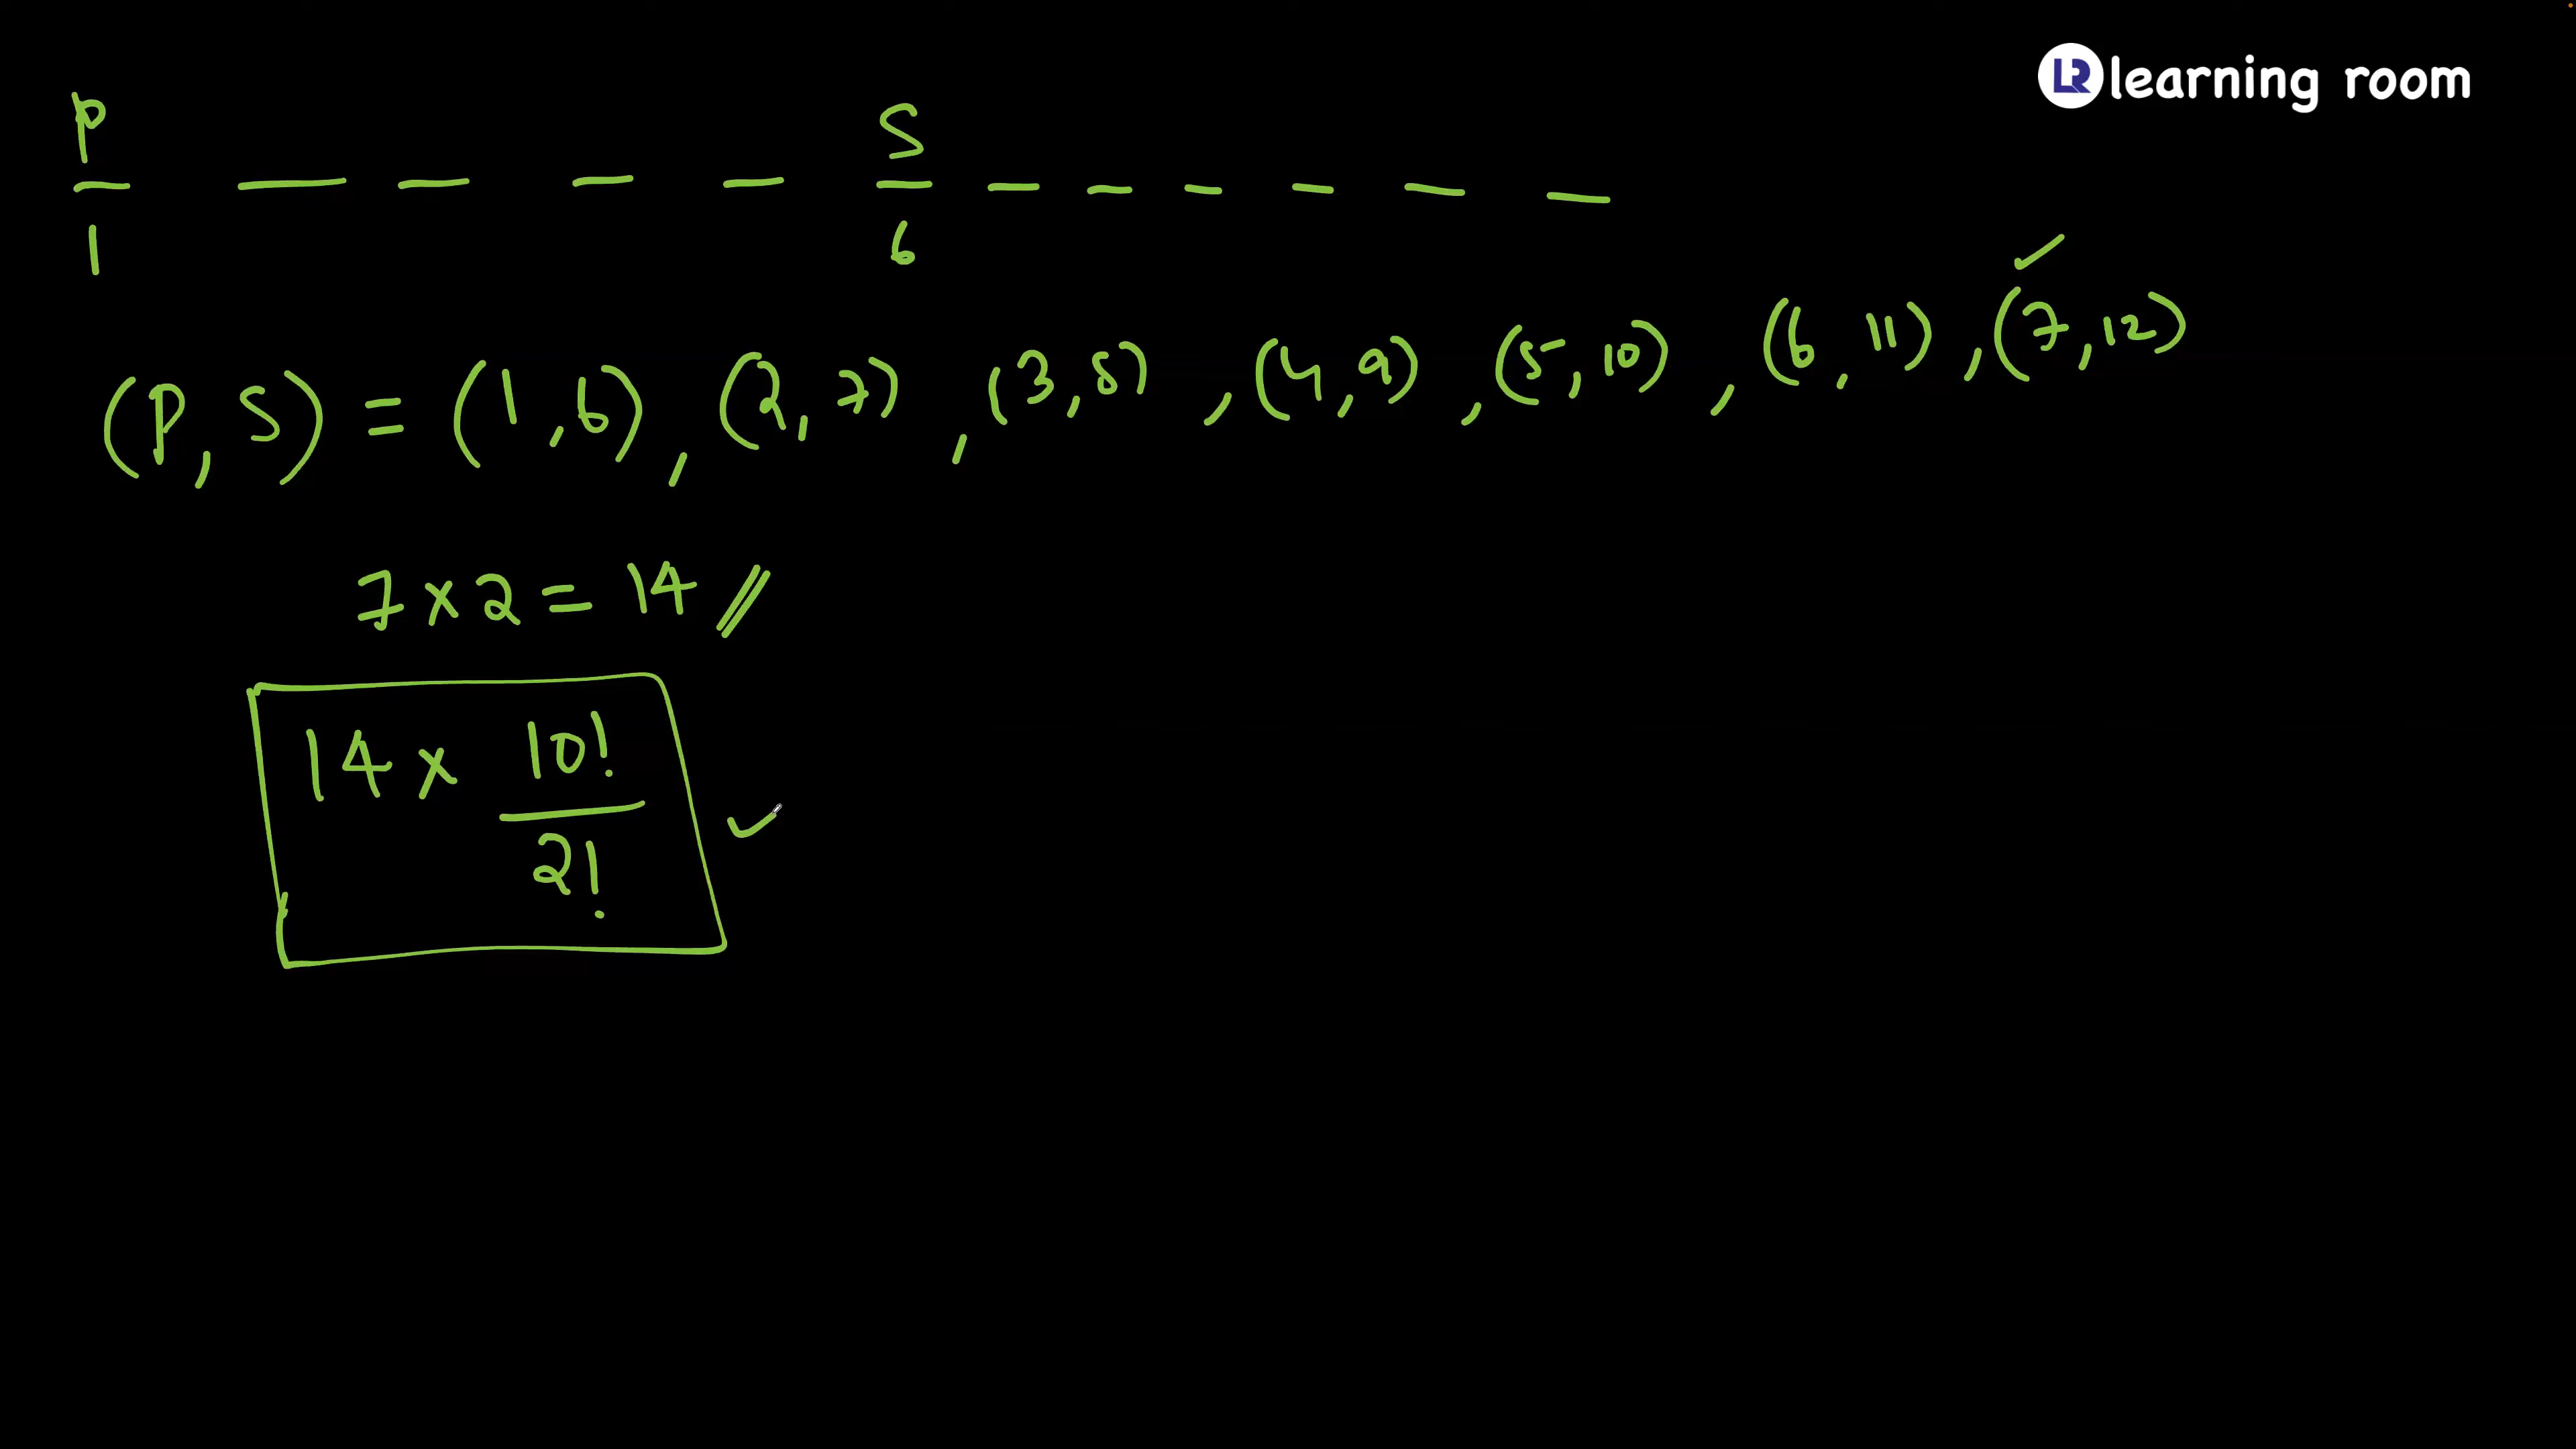 LR learning room
P S
1 6
(P, S) = (1, 6), (2, 7), (3, 8), (4, 9), (5, 10), (6, 11), (7, 12)
7 × 2 = 14
14 × 10!
2!